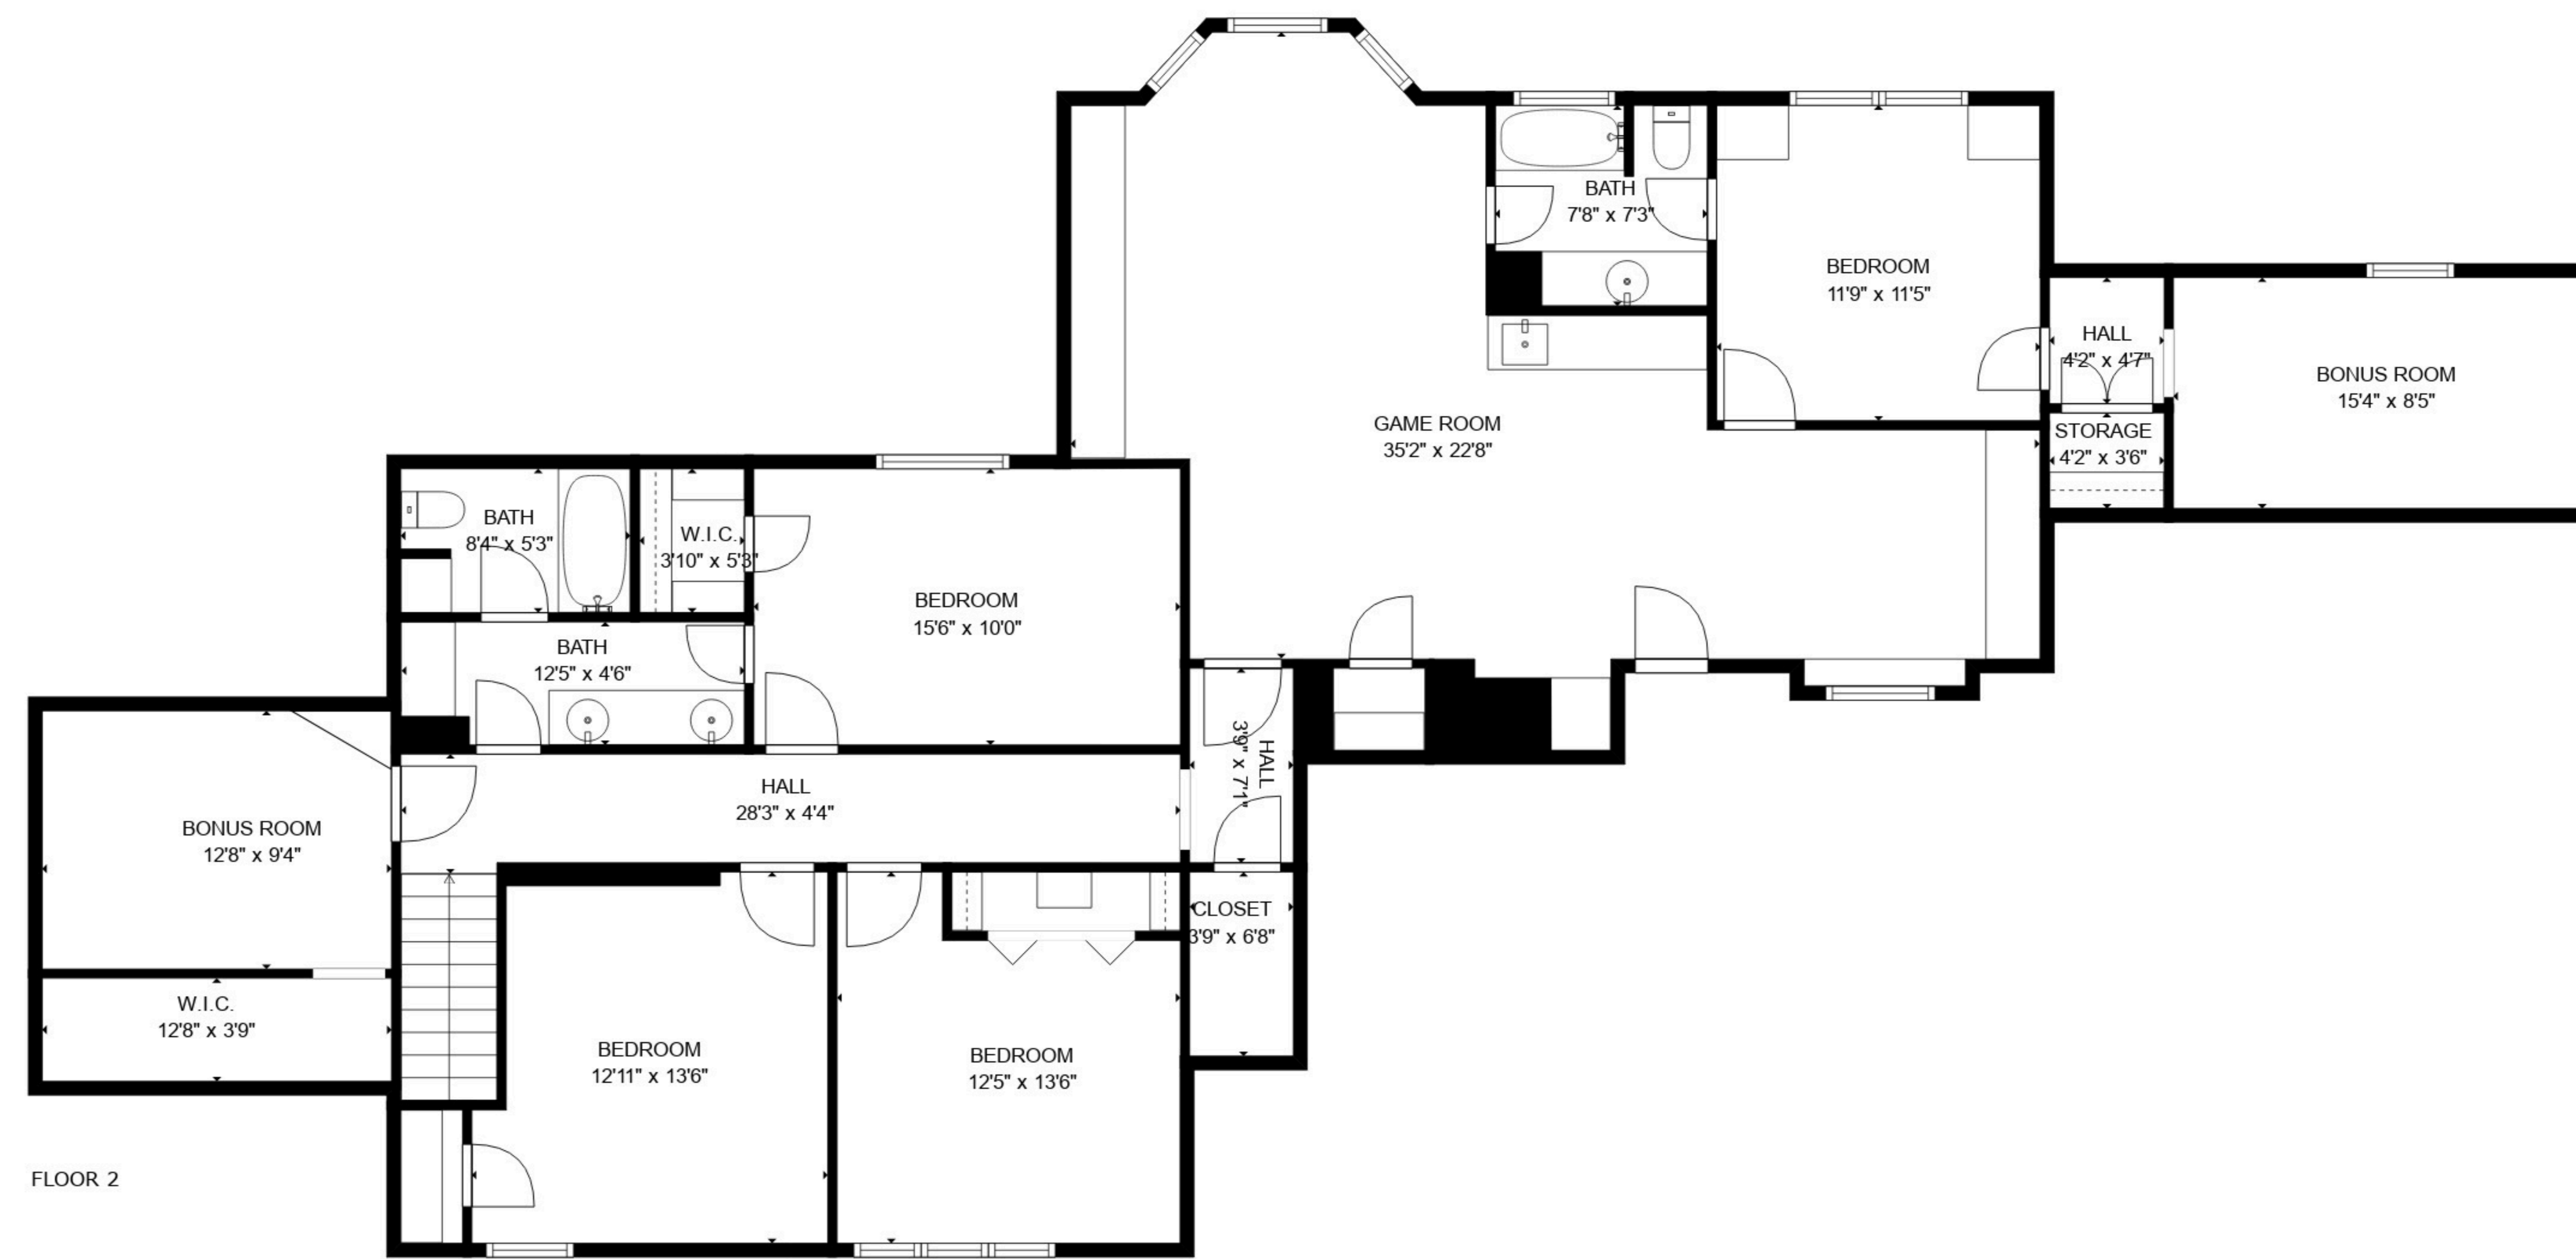 BATH
7'8" x 7'3"
BEDROOM
11'9" x 11'5"
HALL
4'2" x 4'7"
BONUS ROOM
15'4" x 8'5"
GAME ROOM
35'2" x 22'8"
STORAGE
4'2" x 3'6"
BATH
8'4" x 5'3"
W.I.C.
3'10" x 5'3"
BEDROOM
15'6" x 10'0"
BATH
12'5" x 4'6"
HALL
3'9" x 7'1"
HALL
28'3" x 4'4"
BONUS ROOM
12'8" x 9'4"
CLOSET
3'9" x 6'8"
W.I.C.
12'8" x 3'9"
BEDROOM
12'11" x 13'6"
BEDROOM
12'5" x 13'6"
FLOOR 2